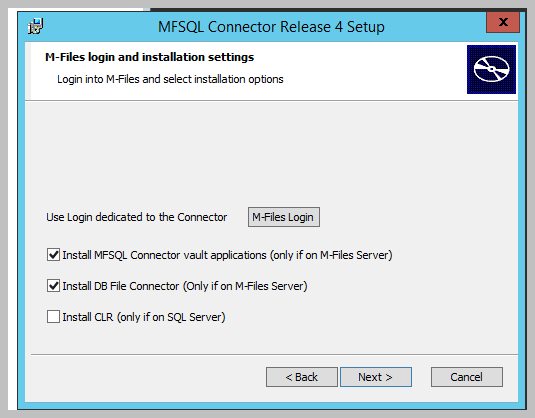 MFSQL Connector Release 4 Setup
x
M-Files login and installation settings
Login into M-Files and select installation options
Use Login dedicated to the Connector
M-Files Login
Install MFSQL Connector vault applications (only if on M-Files Server)
Install DB File Connector (Only if on M-Files Server)
Install CLR (only if on SQL Server)
< Back
Next >
Cancel